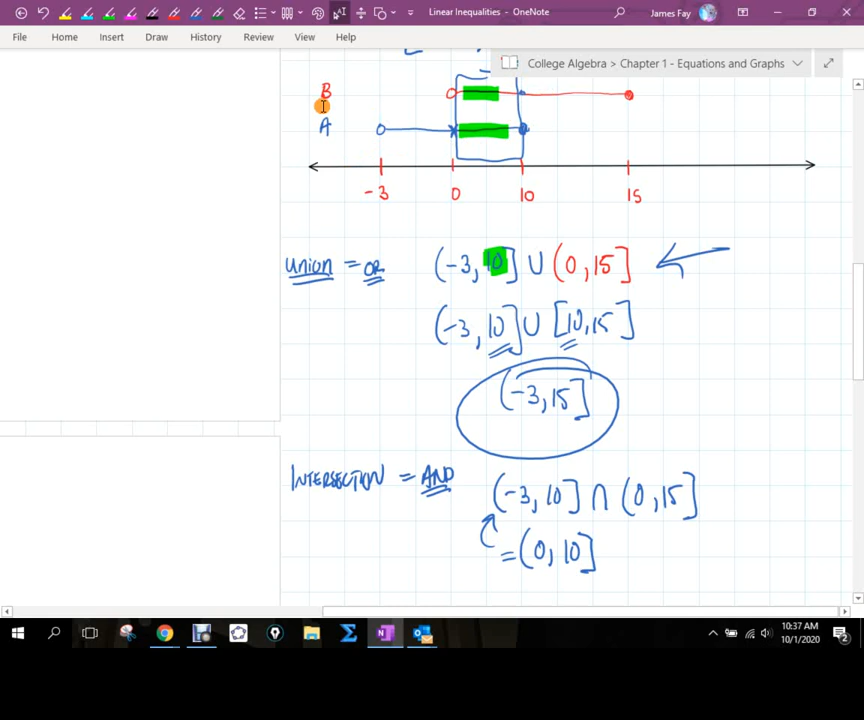 Linear Inequalities - OneNote
James Fay
File Home Insert Draw History Review View Help
College Algebra > Chapter 1 - Equations and Graphs
B
A
-3 0 10 15
Union = OR (-3, 10] ∪ (0, 15]
(-3, 10] ∪ [10, 15]
(-3, 15]
INTERSECTION = AND (-3, 10] ∩ (0, 15]
= (0, 10]
10:37 AM
10/1/2020
2